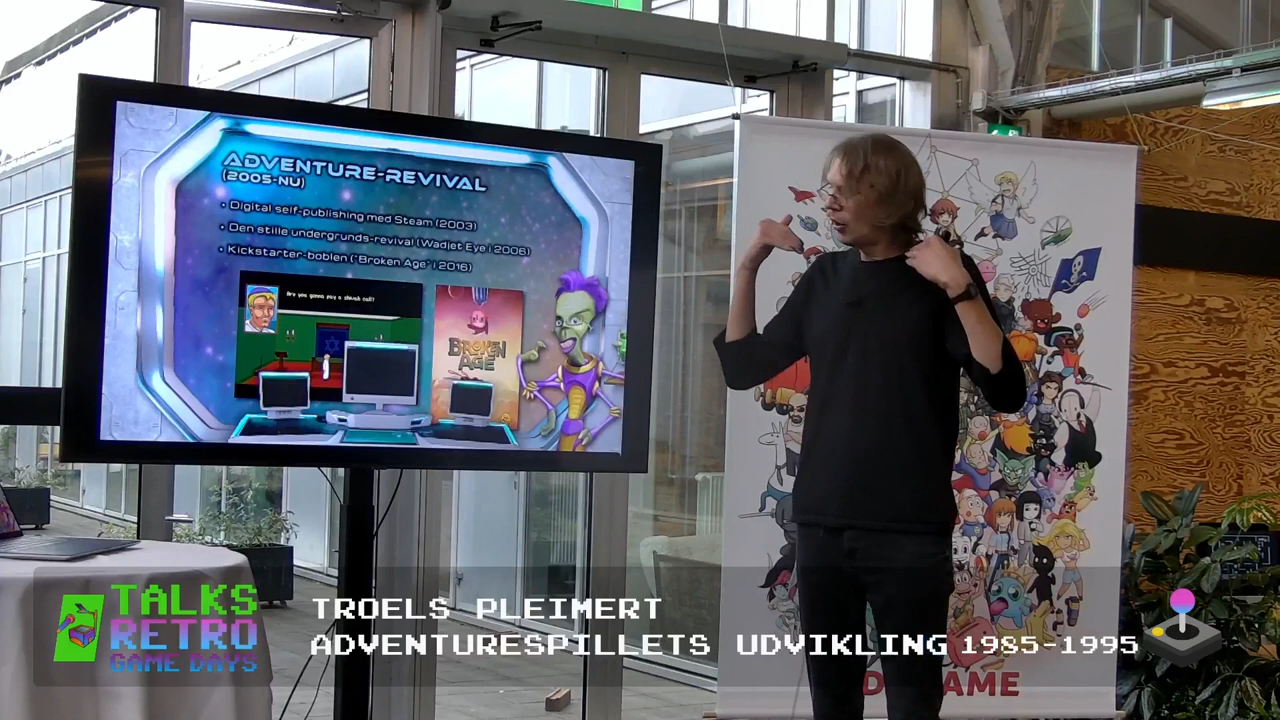 ADVENTURE-REVIVAL
(2005-NU)
• Digital self-publishing med Steam (2003)
• Den stille undergrunds-revival (Wadjet Eye i 2006)
• Kickstarter-boblen ("Broken Age" i 2016)
Are you gonna pay a shivah call?
BROKEN
AGE
TALKS
RETRO
GAME DAYS
TROELS PLEIMERT
ADVENTURESPILLETS UDVIKLING 1985-1995